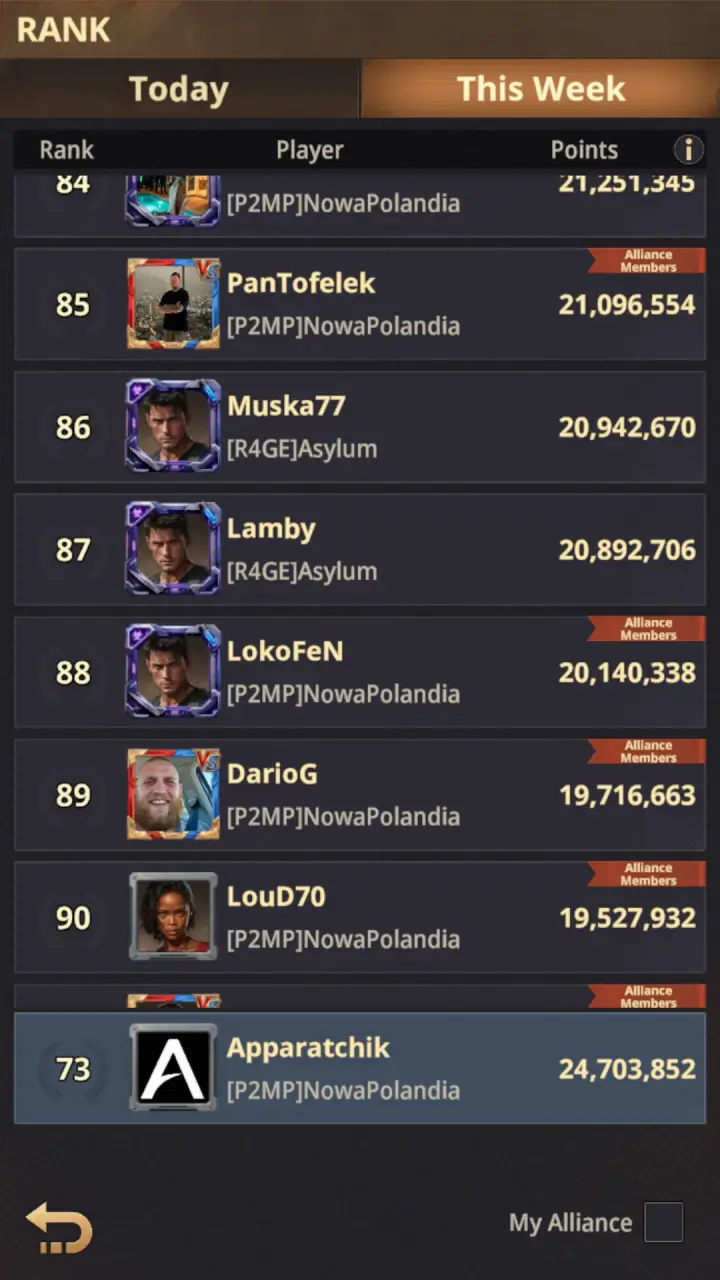 RANK
Today
This Week
Rank
Player
Points
84
[P2MP]NowaPolandia
21,251,345
Alliance
Members
85
PanTofelek
[P2MP]NowaPolandia
21,096,554
86
Muska77
[R4GE]Asylum
20,942,670
87
Lamby
[R4GE]Asylum
20,892,706
Alliance
Members
88
LokoFeN
[P2MP]NowaPolandia
20,140,338
Alliance
Members
89
DarioG
[P2MP]NowaPolandia
19,716,663
Alliance
Members
90
LouD70
[P2MP]NowaPolandia
19,527,932
Alliance
Members
73
Apparatchik
[P2MP]NowaPolandia
24,703,852
My Alliance